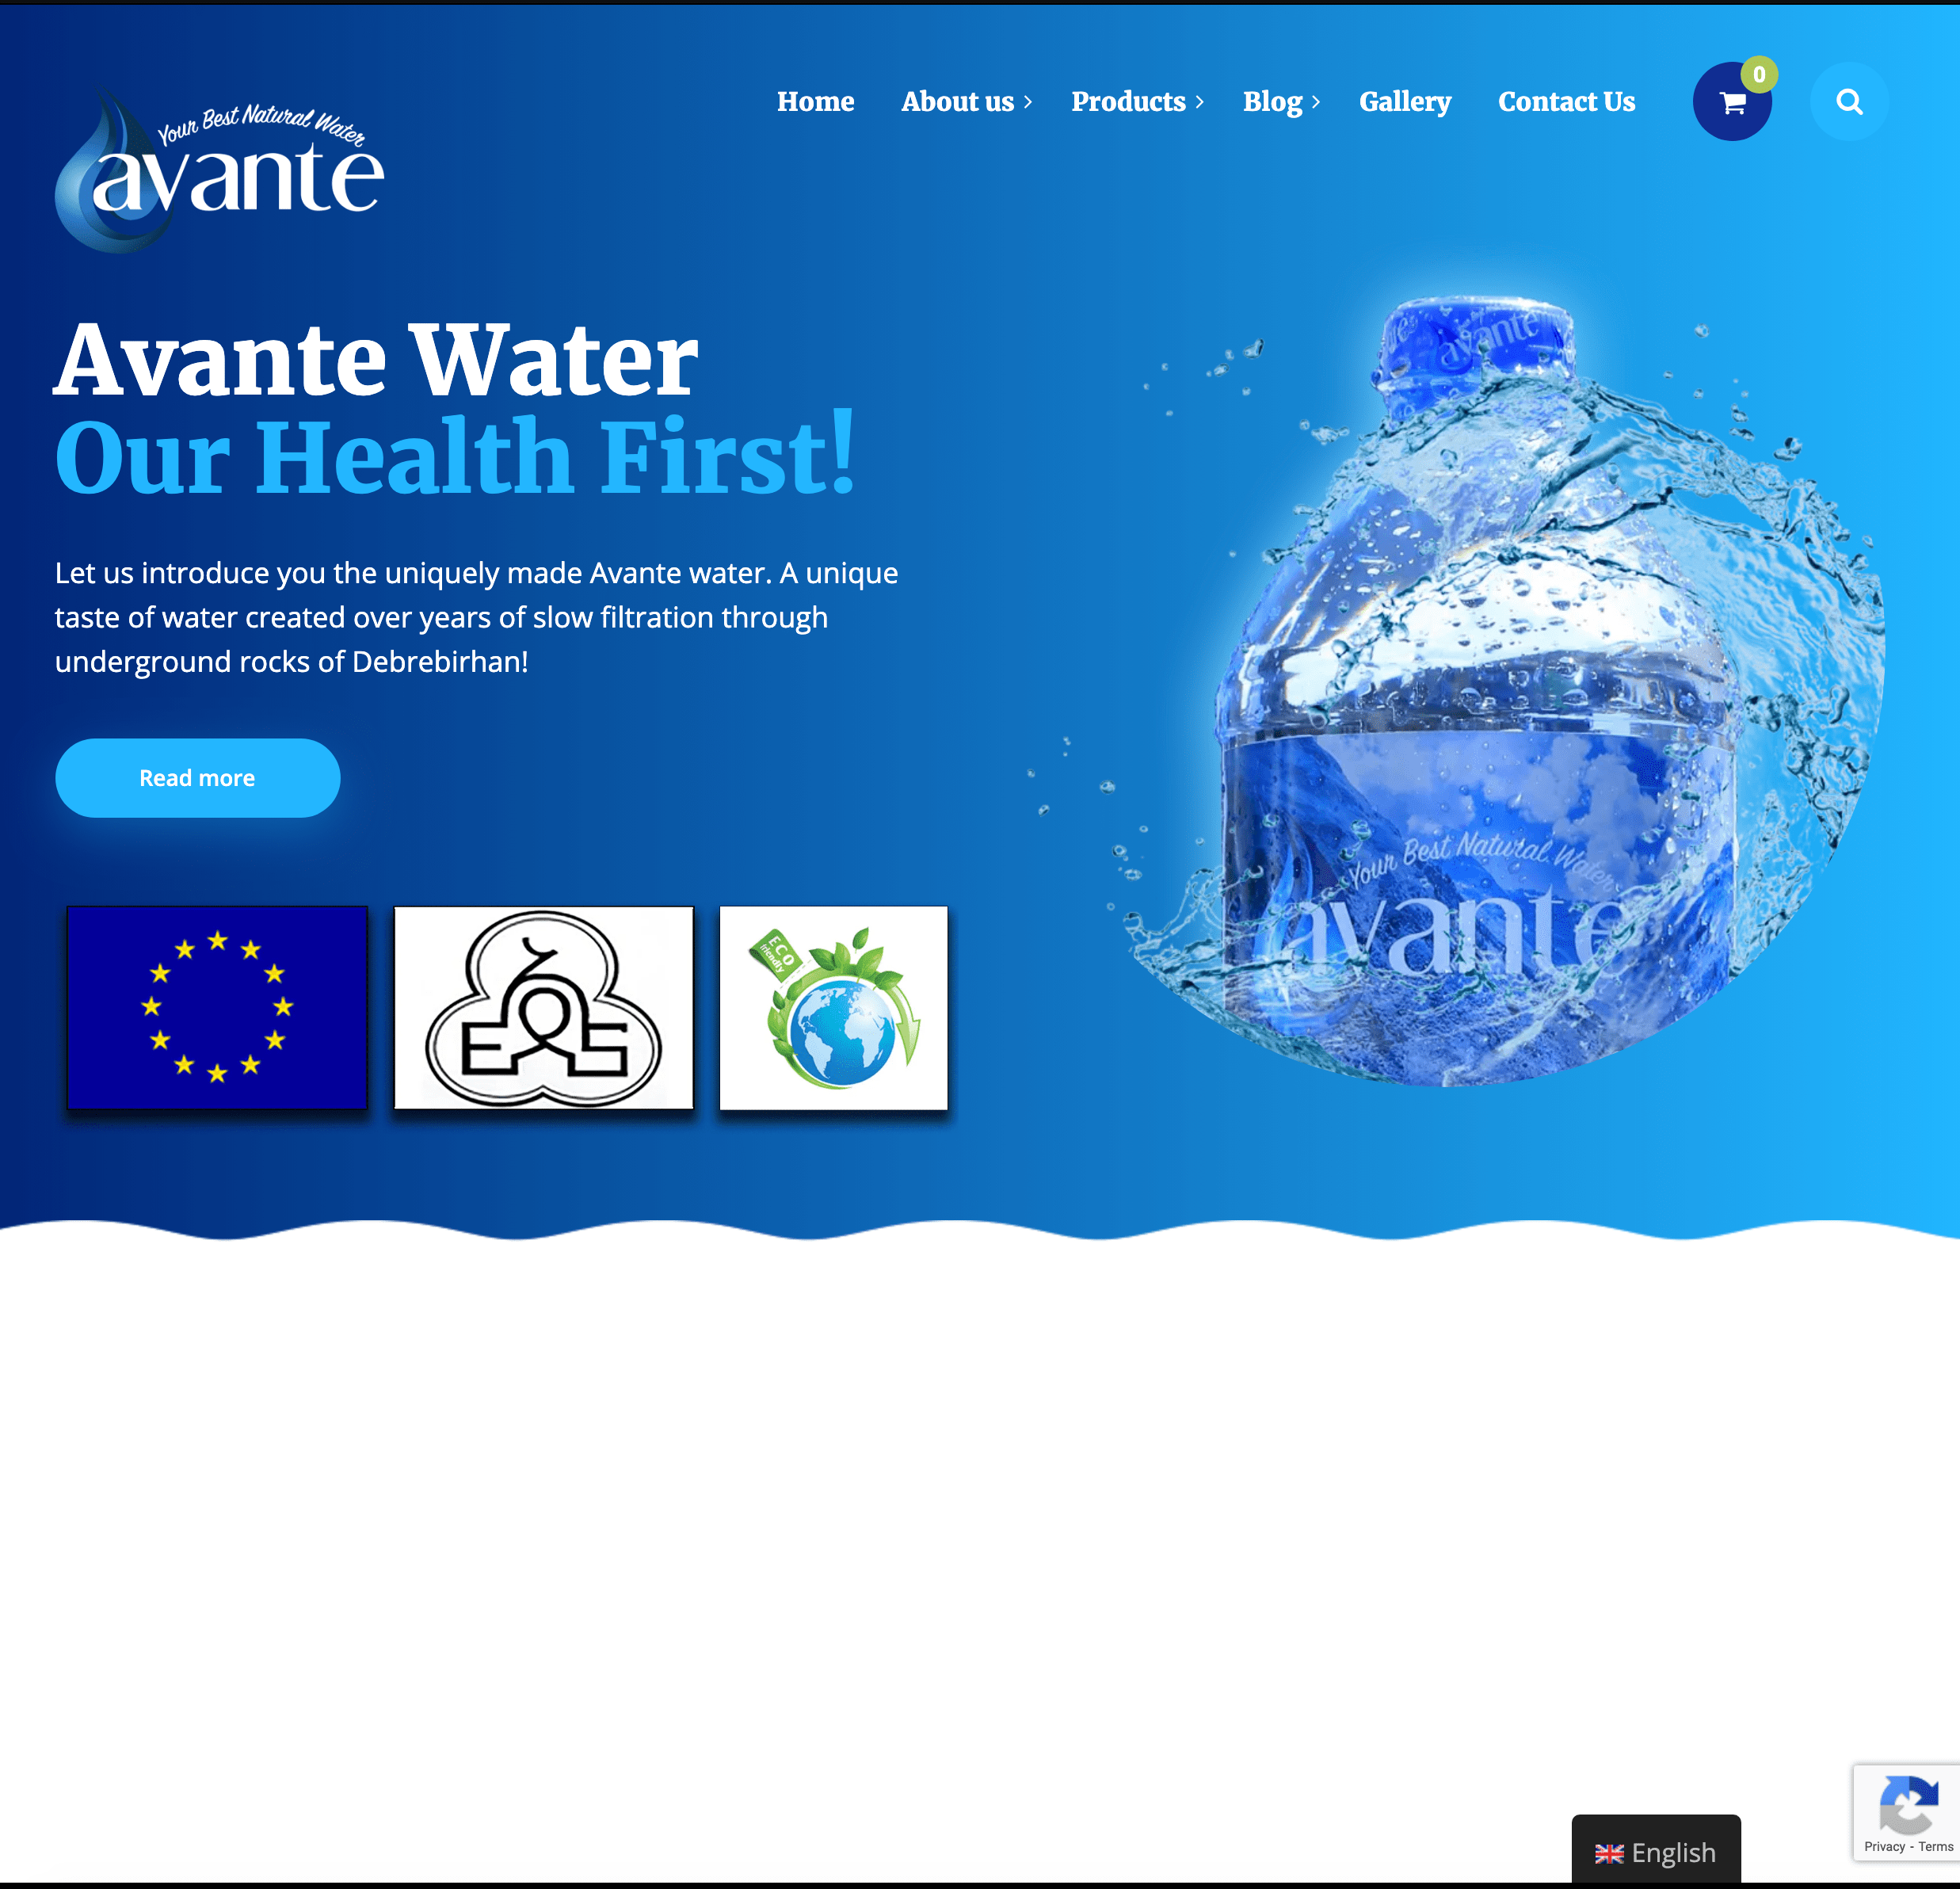 Your Best Natural Water
avante
Home
About us
Products
Blog
Gallery
Contact Us
0
Avante Water
Our Health First!
Let us introduce you the uniquely made Avante water. A unique
taste of water created over years of slow filtration through
underground rocks of Debrebirhan!
Read more
ECO
friendly
avante
Your Best Natural Water
avante
English
Privacy - Terms